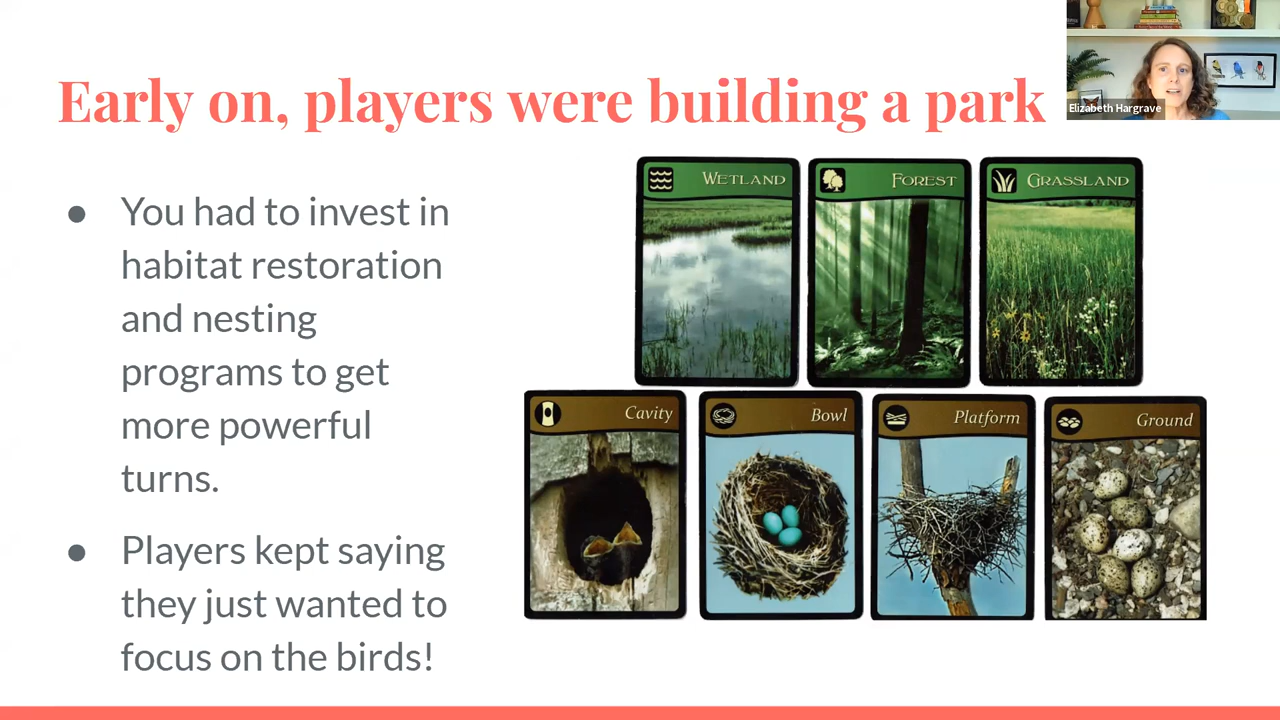 Early on, players were building a park
Elizabeth Hargrave
● You had to invest in
habitat restoration
and nesting
programs to get
more powerful
turns.
● Players kept saying
they just wanted to
focus on the birds!
WETLAND
FOREST
GRASSLAND
Cavity
Bowl
Platform
Ground